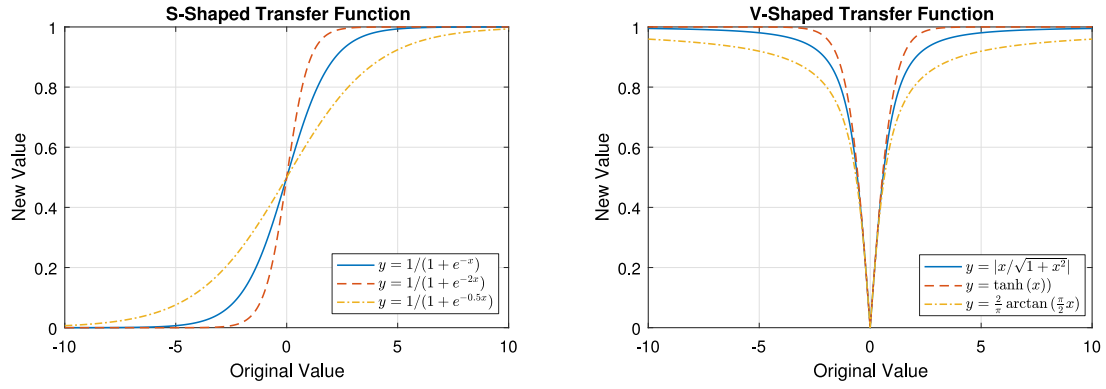 S-Shaped Transfer Function
New Value
1
0.8
0.6
0.4
0.2
0
-10 -5 0 5 10
Original Value
y = 1/(1 + e^{-x})
y = 1/(1 + e^{-2x})
y = 1/(1 + e^{-0.5x})
V-Shaped Transfer Function
New Value
1
0.8
0.6
0.4
0.2
0
-10 -5 0 5 10
Original Value
y = |x/√(1 + x²)|
y = tanh (x))
y = \frac{2}{π} arctan (\frac{π}{2}x)